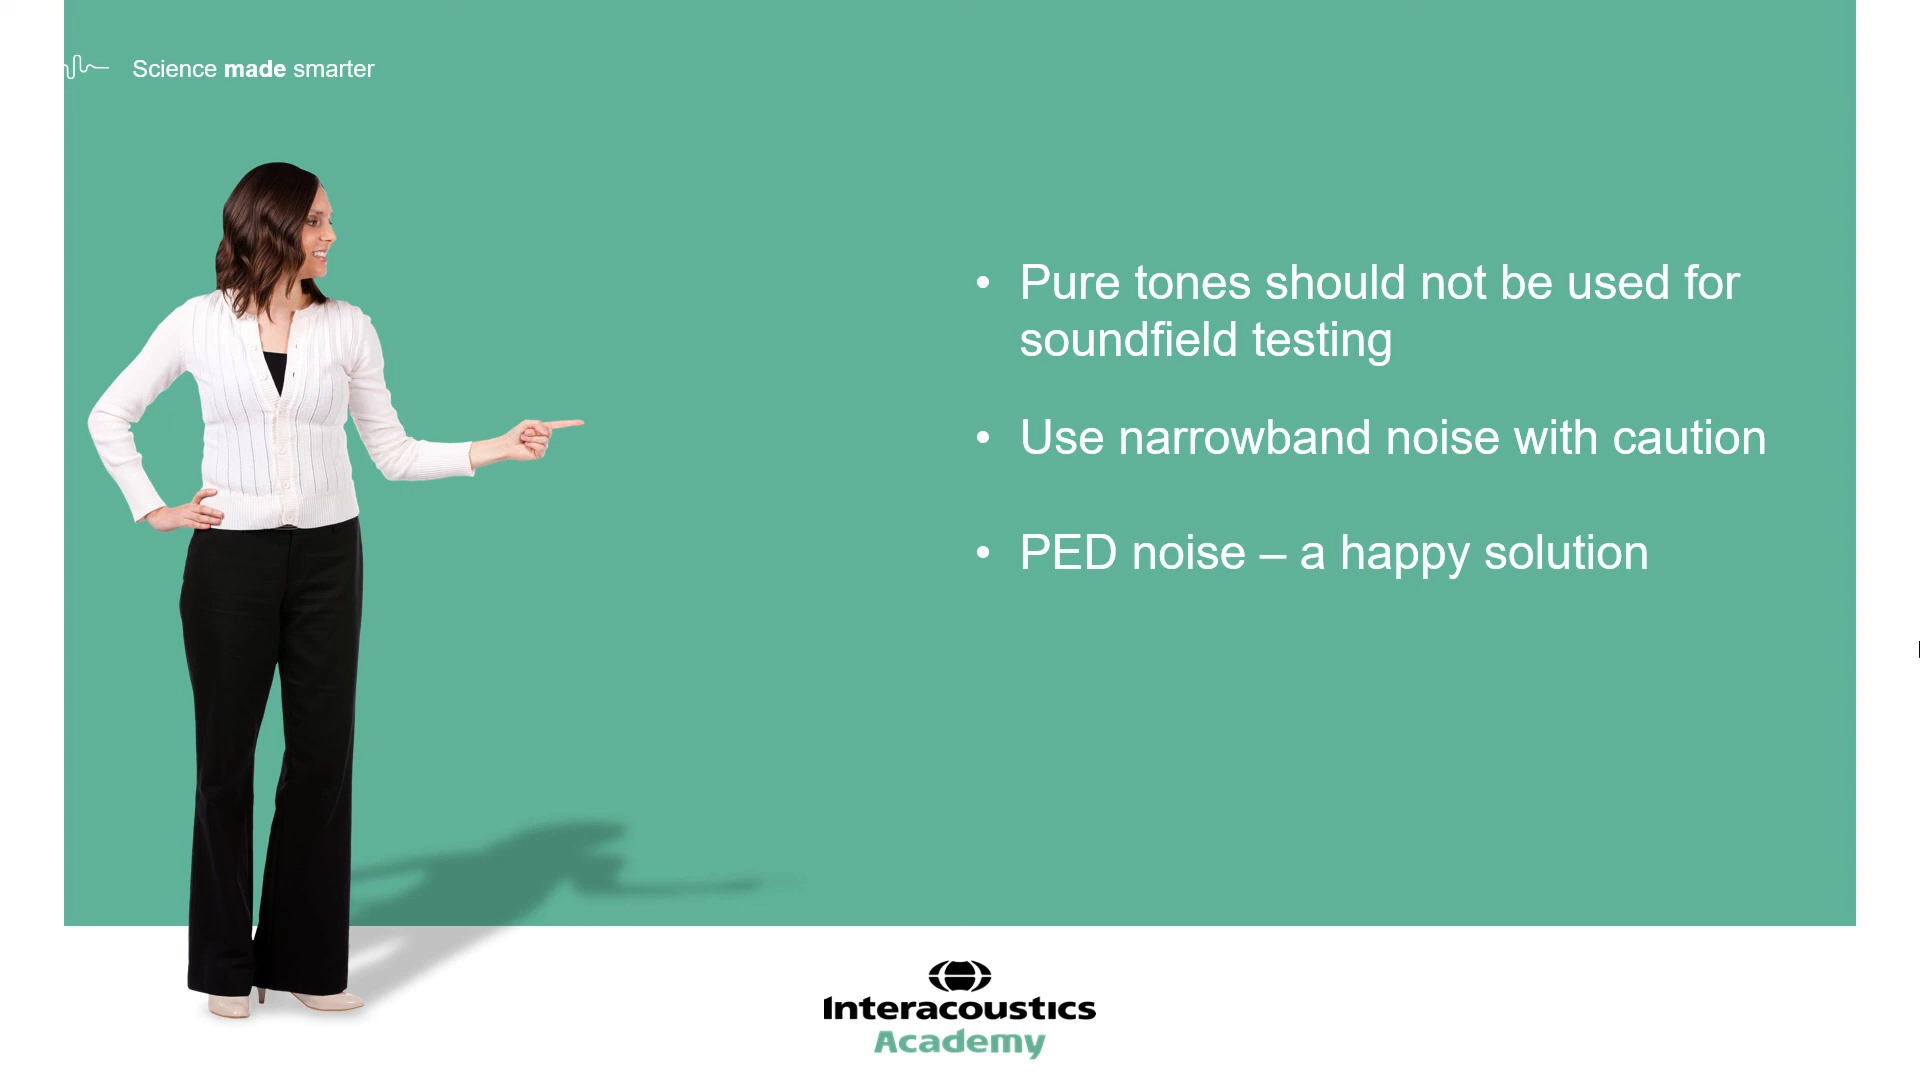 Science made smarter
• Pure tones should not be used for
soundfield testing
• Use narrowband noise with caution
• PED noise – a happy solution
Interacoustics
Academy